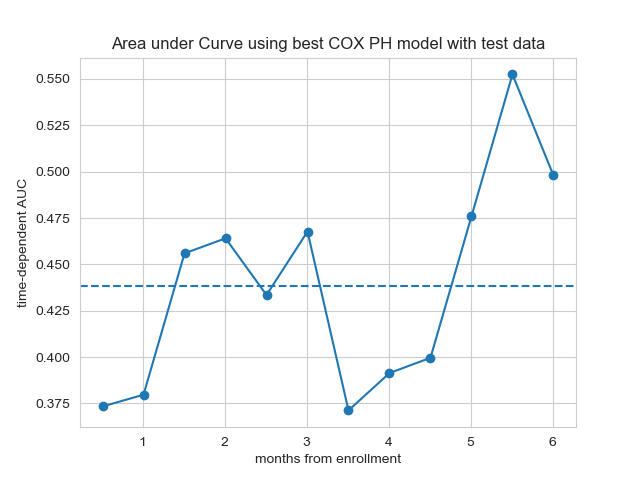 Area under Curve using best COX PH model with test data
time-dependent AUC
0.550
0.525
0.500
0.475
0.450
0.425
0.400
0.375
1 2 3 4 5 6
months from enrollment